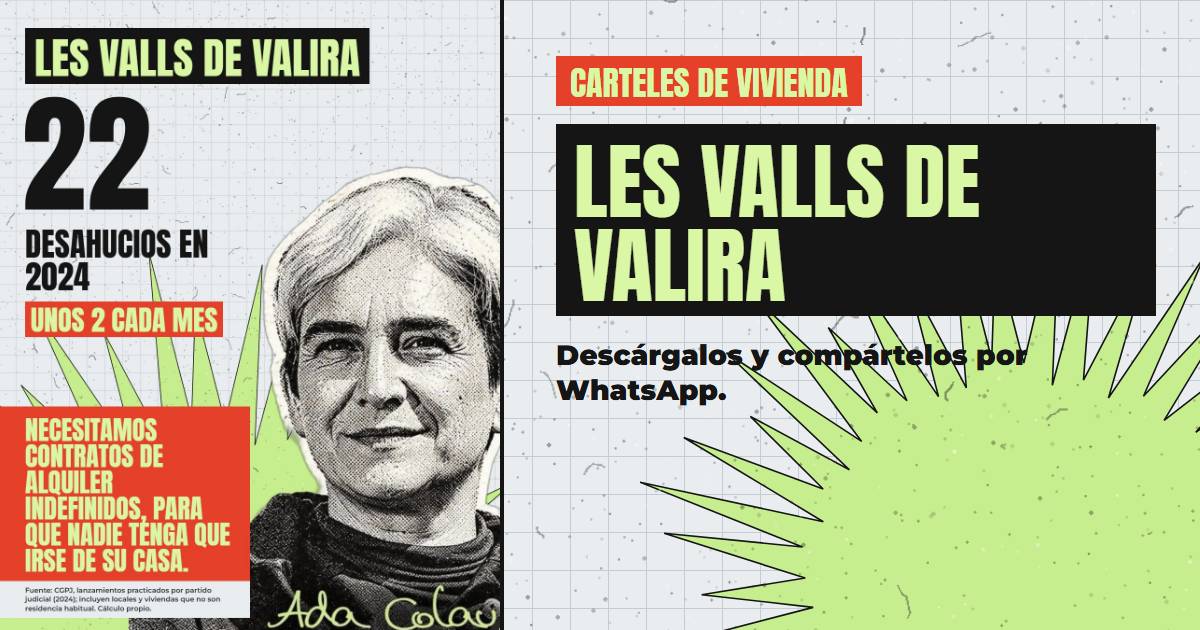 LES VALLS DE VALIRA
22
DESAHUCIOS EN
2024
UNOS 2 CADA MES
NECESITAMOS
CONTRATOS DE
ALQUILER
INDEFINIDOS, PARA
QUE NADIE TENGA QUE
IRSE DE SU CASA.
Fuente: CGPJ, lanzamientos practicados por partido
judicial (2024); incluyen locales y viviendas que no son
residencia habitual. Cálculo propio.
Ada Colau
CARTELES DE VIVIENDA
LES VALLS DE
VALIRA
Descárgalos y compártelos por
WhatsApp.